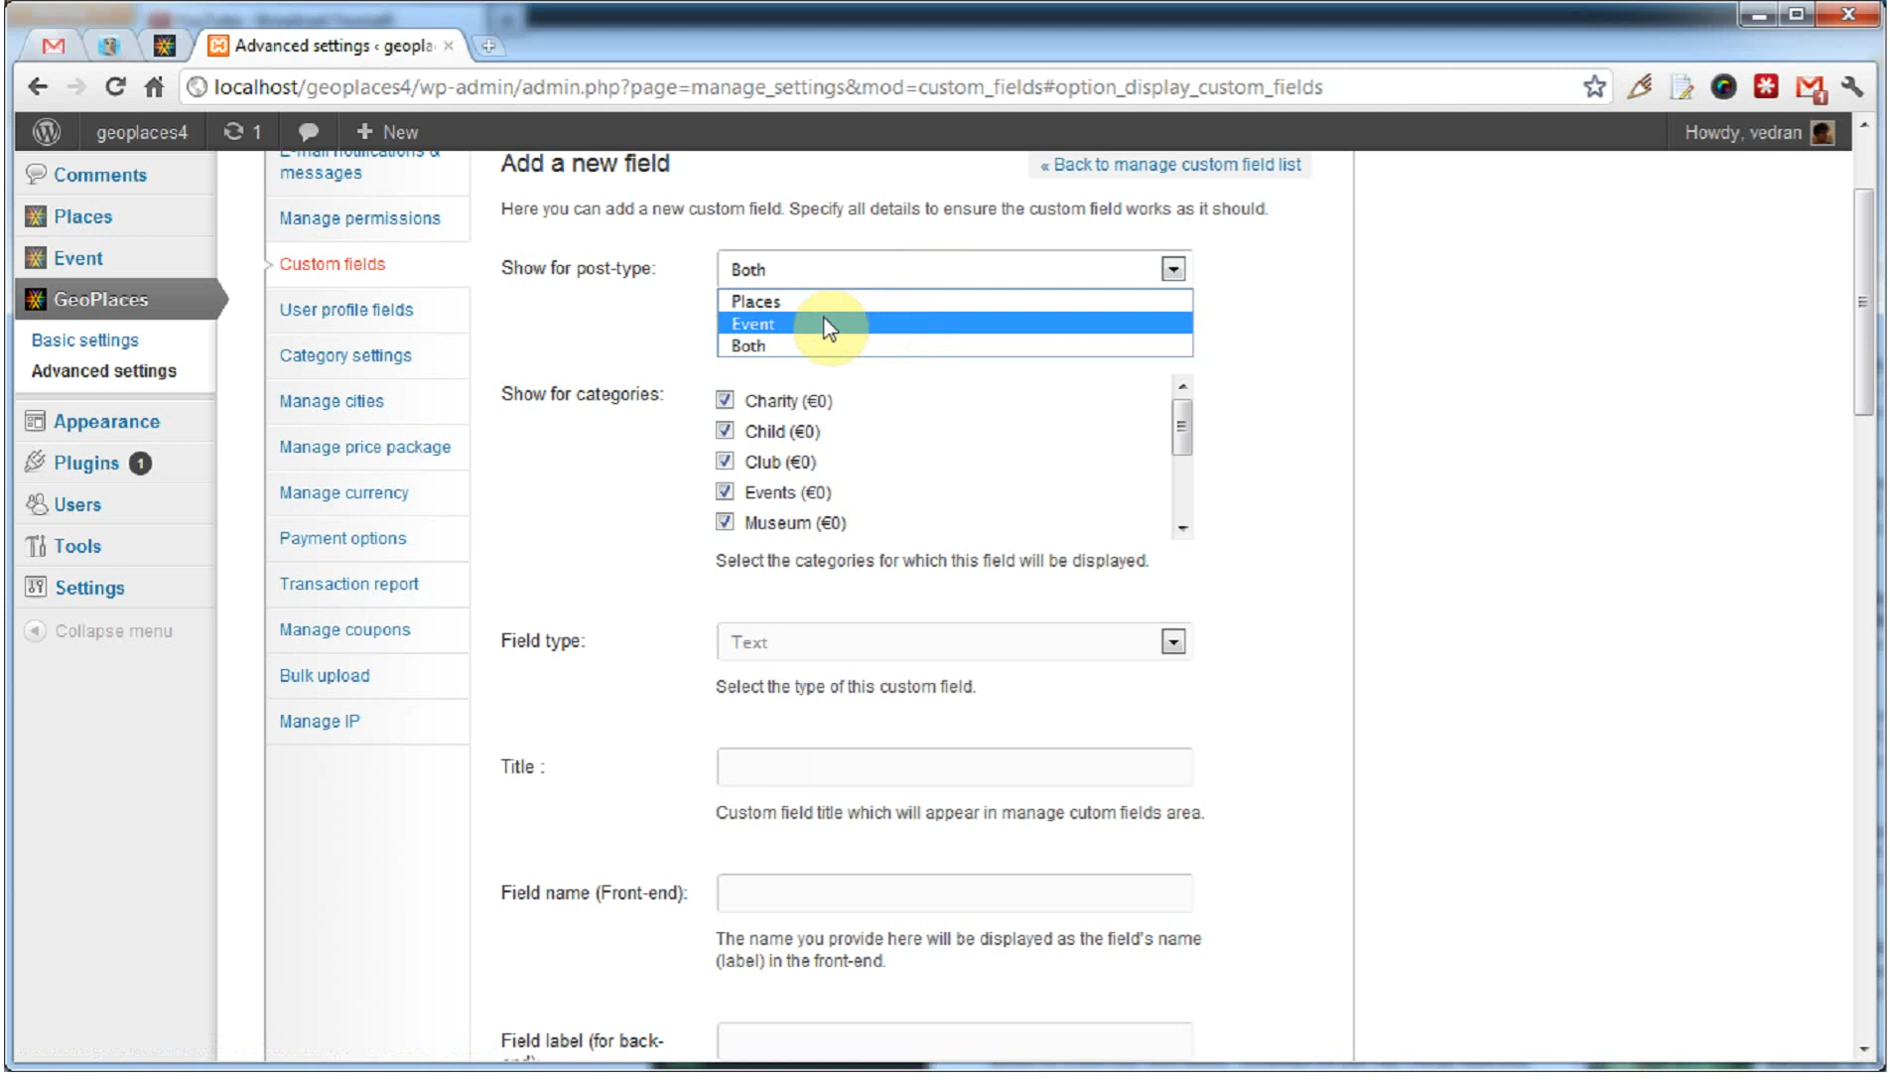 Advanced settings ‹ geopla
localhost/geoplaces4/wp-admin/admin.php?page=manage_settings&mod=custom_fields#option_display_custom_fields
geoplaces4 1 New Howdy, vedran
Comments
Places
Event
GeoPlaces
Basic settings
Advanced settings
Appearance
Plugins 1
Users
Tools
Settings
Collapse menu
E-mail notifications &
messages
Manage permissions
Custom fields
User profile fields
Category settings
Manage cities
Manage price package
Manage currency
Payment options
Transaction report
Manage coupons
Bulk upload
Manage IP
Add a new field
« Back to manage custom field list
Here you can add a new custom field. Specify all details to ensure the custom field works as it should.
Show for post-type: Both
Places
Event
Both
Show for categories:
Charity (€0)
Child (€0)
Club (€0)
Events (€0)
Museum (€0)
Select the categories for which this field will be displayed.
Field type: Text
Select the type of this custom field.
Title :
Custom field title which will appear in manage cutom fields area.
Field name (Front-end):
The name you provide here will be displayed as the field's name
(label) in the front-end.
Field label (for back-